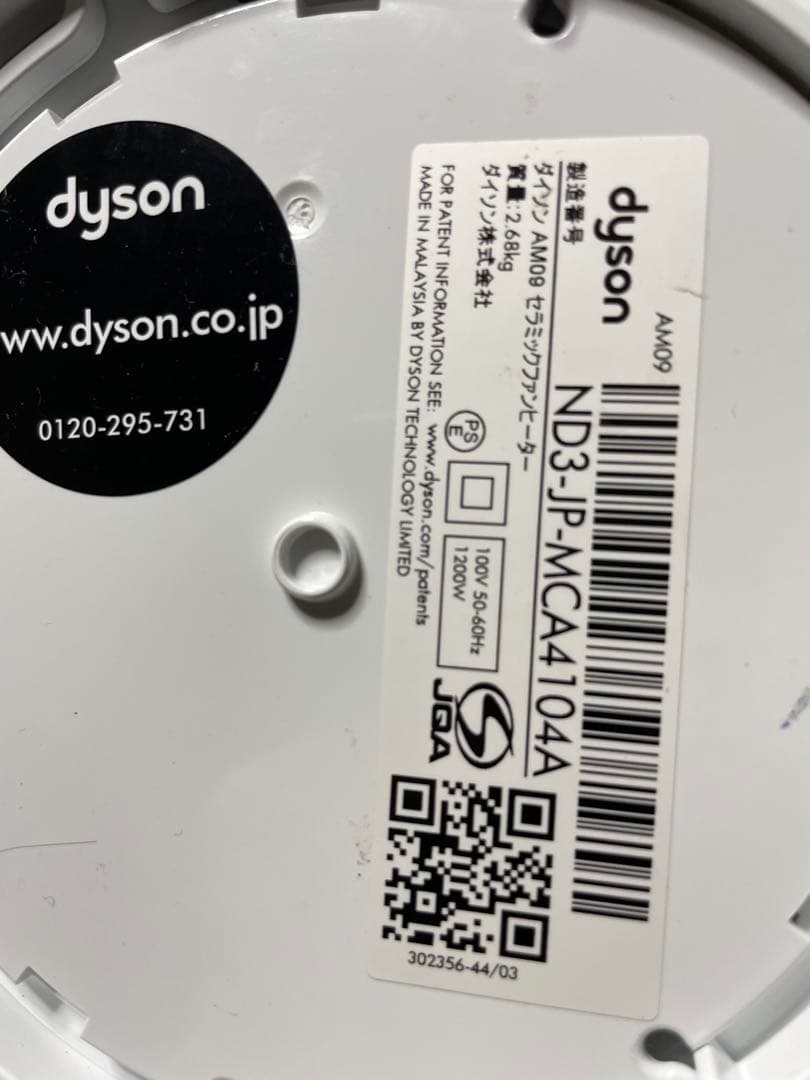 dyson
ww.dyson.co.jp
0120-295-731
dyson
AM09
製造番号
ND3-JP-MCA4104A
ダイソン AM09 セラミックファンヒーター
質量:2.68kg
ダイソン株式会社
PS
E
100V 50-60Hz
1200W
JQA
FOR PATENT INFORMATION SEE: www.dyson.com/patents
MADE IN MALAYSIA BY DYSON TECHNOLOGY LIMITED
302356-44/03